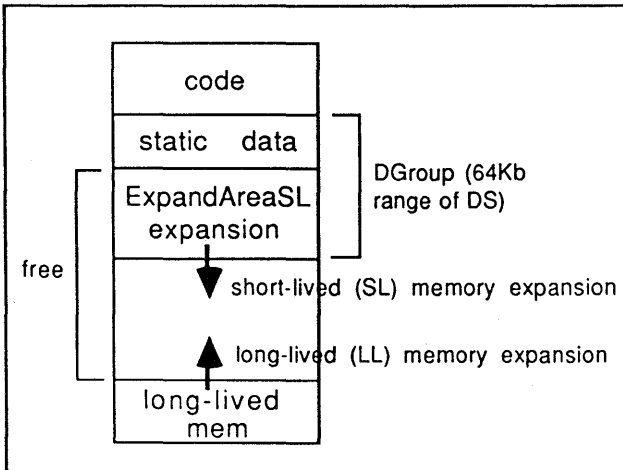 code
static data
DGroup (64Kb
range of DS)
ExpandAreaSL
expansion
free
short-lived (SL) memory expansion
long-lived (LL) memory expansion
long-lived
mem